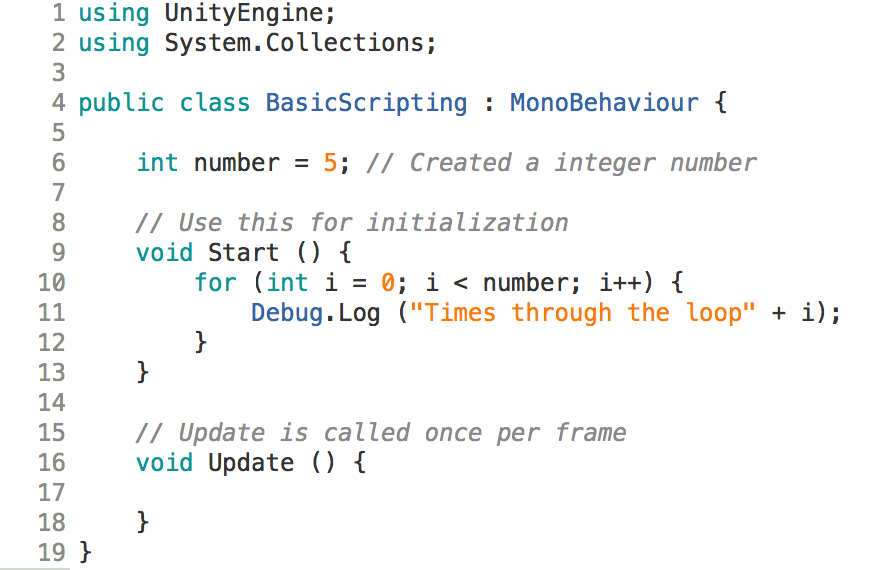 1 using UnityEngine;
2 using System.Collections;
3
4 public class BasicScripting : MonoBehaviour {
5
6     int number = 5; // Created a integer number
7
8     // Use this for initialization
9     void Start () {
10         for (int i = 0; i < number; i++) {
11             Debug.Log ("Times through the loop" + i);
12         }
13     }
14
15     // Update is called once per frame
16     void Update () {
17
18     }
19 }